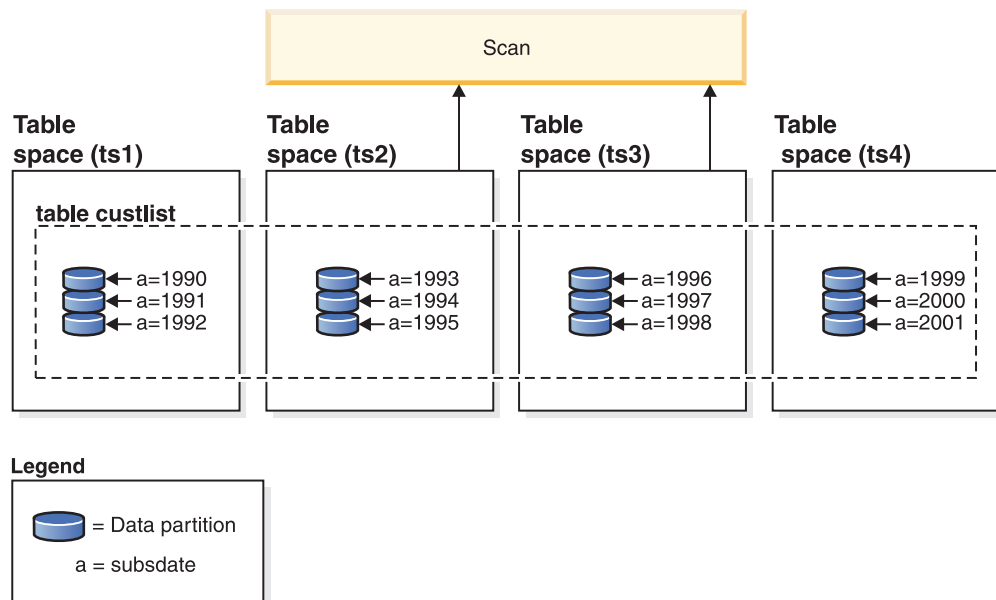 Scan
Table
space (ts1)
Table
space (ts2)
Table
space (ts3)
Table
space (ts4)
table custlist
a=1990
a=1991
a=1992
a=1993
a=1994
a=1995
a=1996
a=1997
a=1998
a=1999
a=2000
a=2001
Legend
= Data partition
a = subsdate